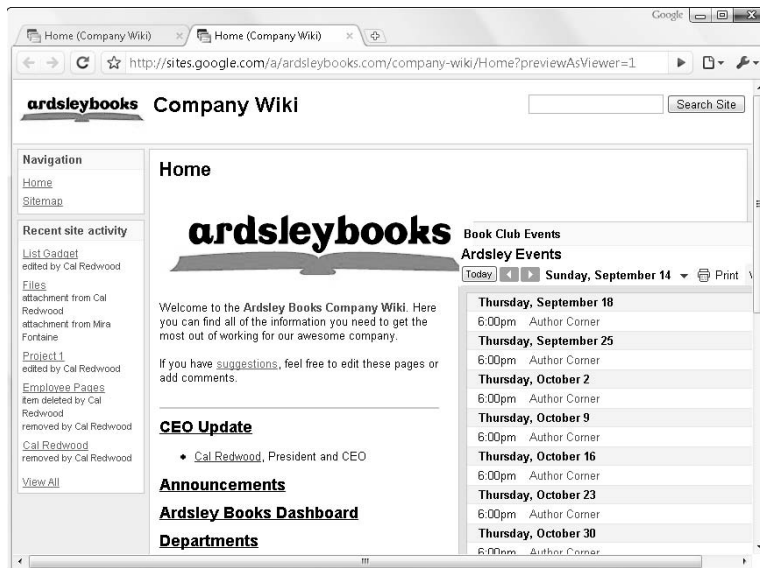 Google
Home (Company Wiki)
Home (Company Wiki)
http://sites.google.com/a/ardsleybooks.com/company-wiki/Home?previewAsViewer=1
ardsleybooks
Company Wiki
Search Site
Navigation
Home
Sitemap
Recent site activity
List Gadget
edited by Cal Redwood
Files
attachment from Cal
Redwood
attachment from Mira
Fontaine
Project 1
edited by Cal Redwood
Employee Pages
item deleted by Cal
Redwood
removed by Cal Redwood
Cal Redwood
removed by Cal Redwood
View All
Home
ardsleybooks
Welcome to the Ardsley Books Company Wiki. Here
you can find all of the information you need to get the
most out of working for our awesome company.
If you have suggestions, feel free to edit these pages or
add comments.
CEO Update
Cal Redwood, President and CEO
Announcements
Ardsley Books Dashboard
Departments
Book Club Events
Ardsley Events
Today Sunday, September 14 Print
Thursday, September 18
6:00pm Author Corner
Thursday, September 25
6:00pm Author Corner
Thursday, October 2
6:00pm Author Corner
Thursday, October 9
6:00pm Author Corner
Thursday, October 16
6:00pm Author Corner
Thursday, October 23
6:00pm Author Corner
Thursday, October 30
6:00pm Author Corner